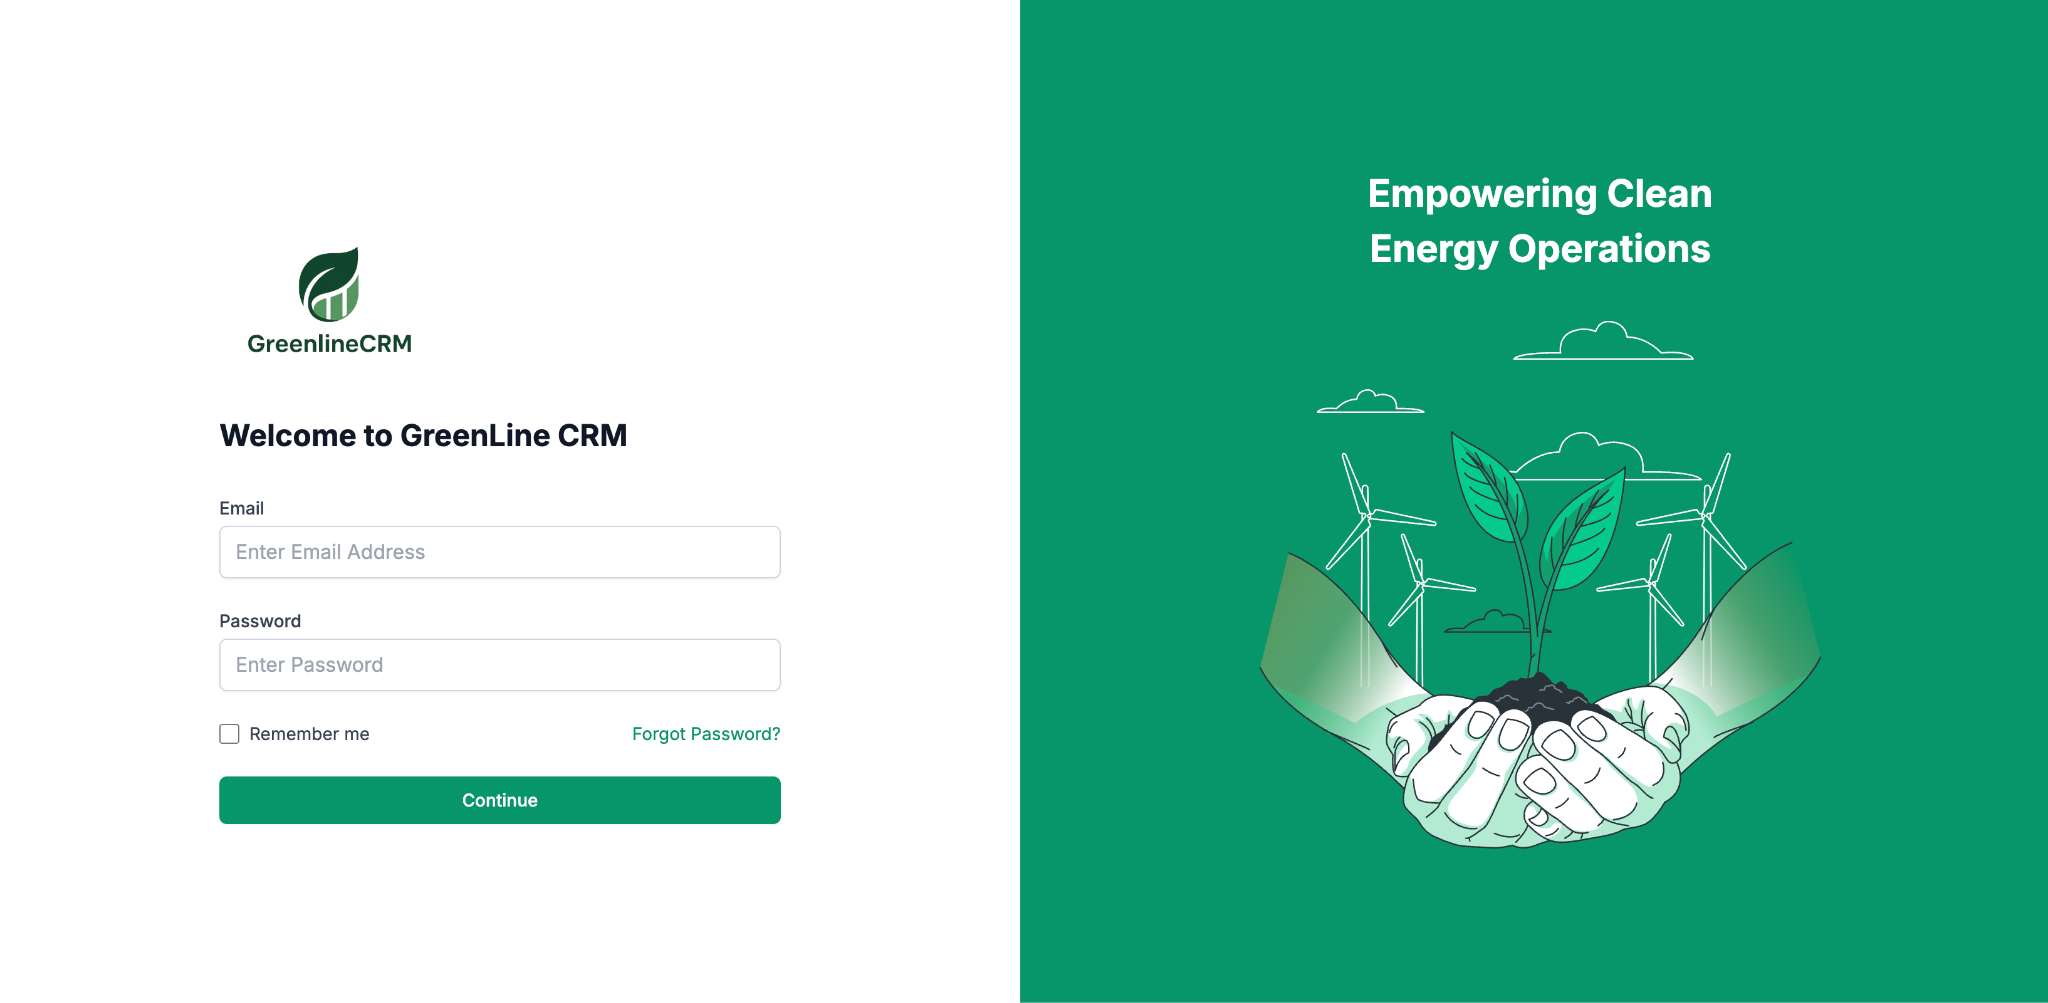 GreenlineCRM
Welcome to GreenLine CRM
Email
Enter Email Address
Password
Enter Password
Remember me
Forgot Password?
Continue
Empowering Clean
Energy Operations